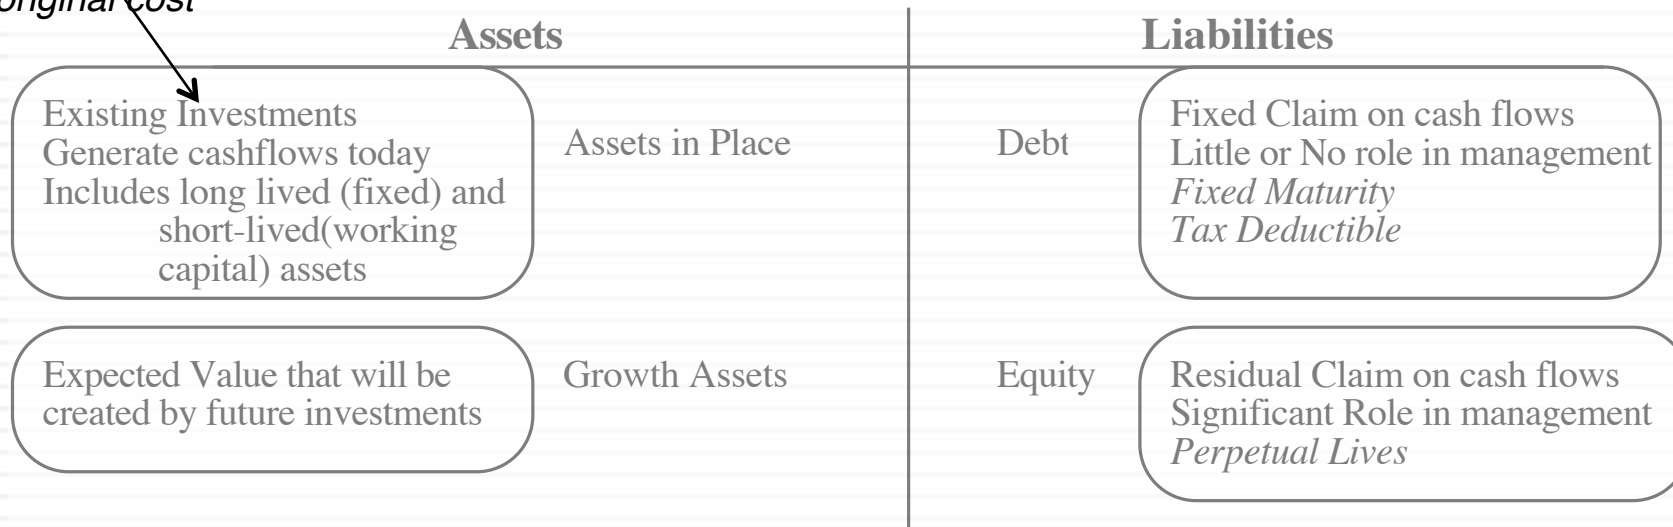 original cost
Assets
Liabilities
Existing Investments
Generate cashflows today
Includes long lived (fixed) and
short-lived(working
capital) assets
Assets in Place
Debt
Fixed Claim on cash flows
Little or No role in management
Fixed Maturity
Tax Deductible
Expected Value that will be
created by future investments
Growth Assets
Equity
Residual Claim on cash flows
Significant Role in management
Perpetual Lives